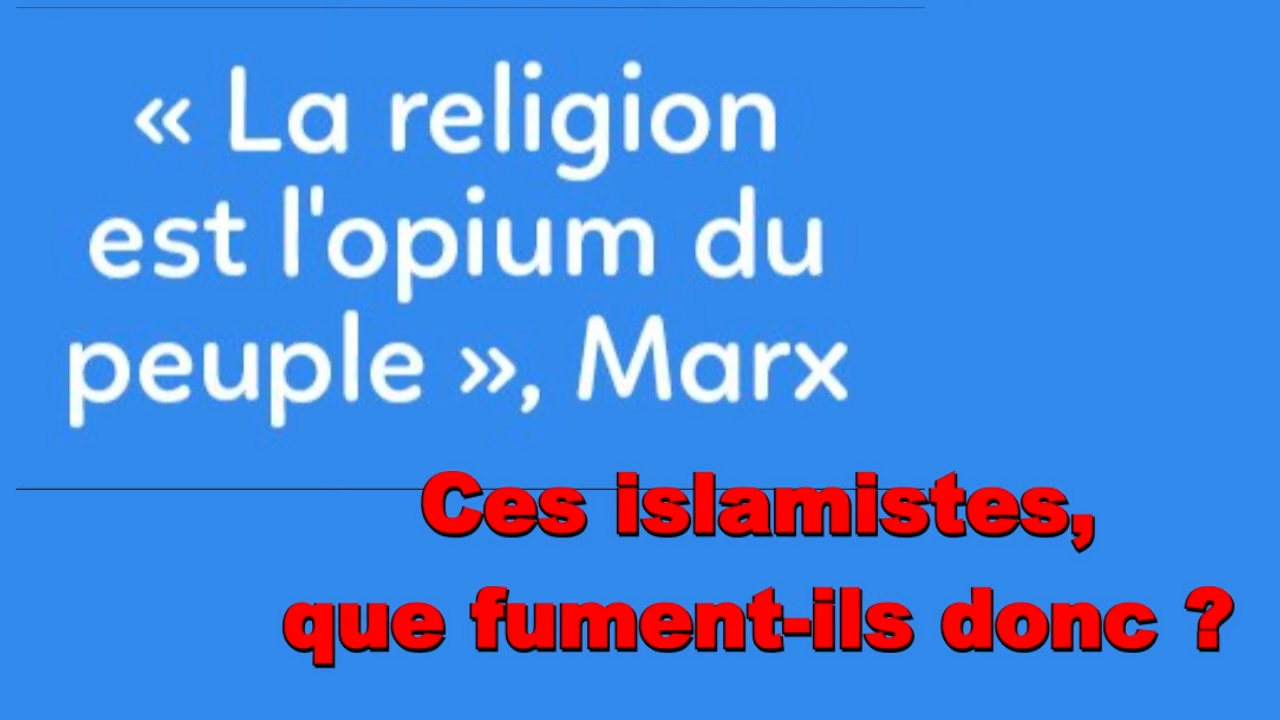 « La religion
est l'opium du
peuple », Marx
Ces islamistes,
que fument-ils donc ?